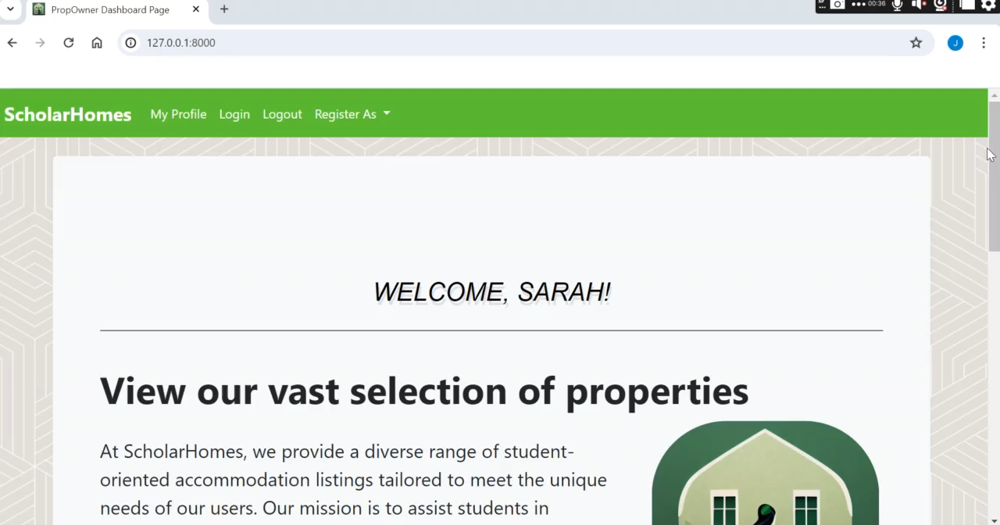 PropOwner Dashboard Page
00:36
127.0.0.1:8000
J
ScholarHomes My Profile Login Logout Register As
WELCOME, SARAH!
View our vast selection of properties
At ScholarHomes, we provide a diverse range of student-
oriented accommodation listings tailored to meet the unique
needs of our users. Our mission is to assist students in